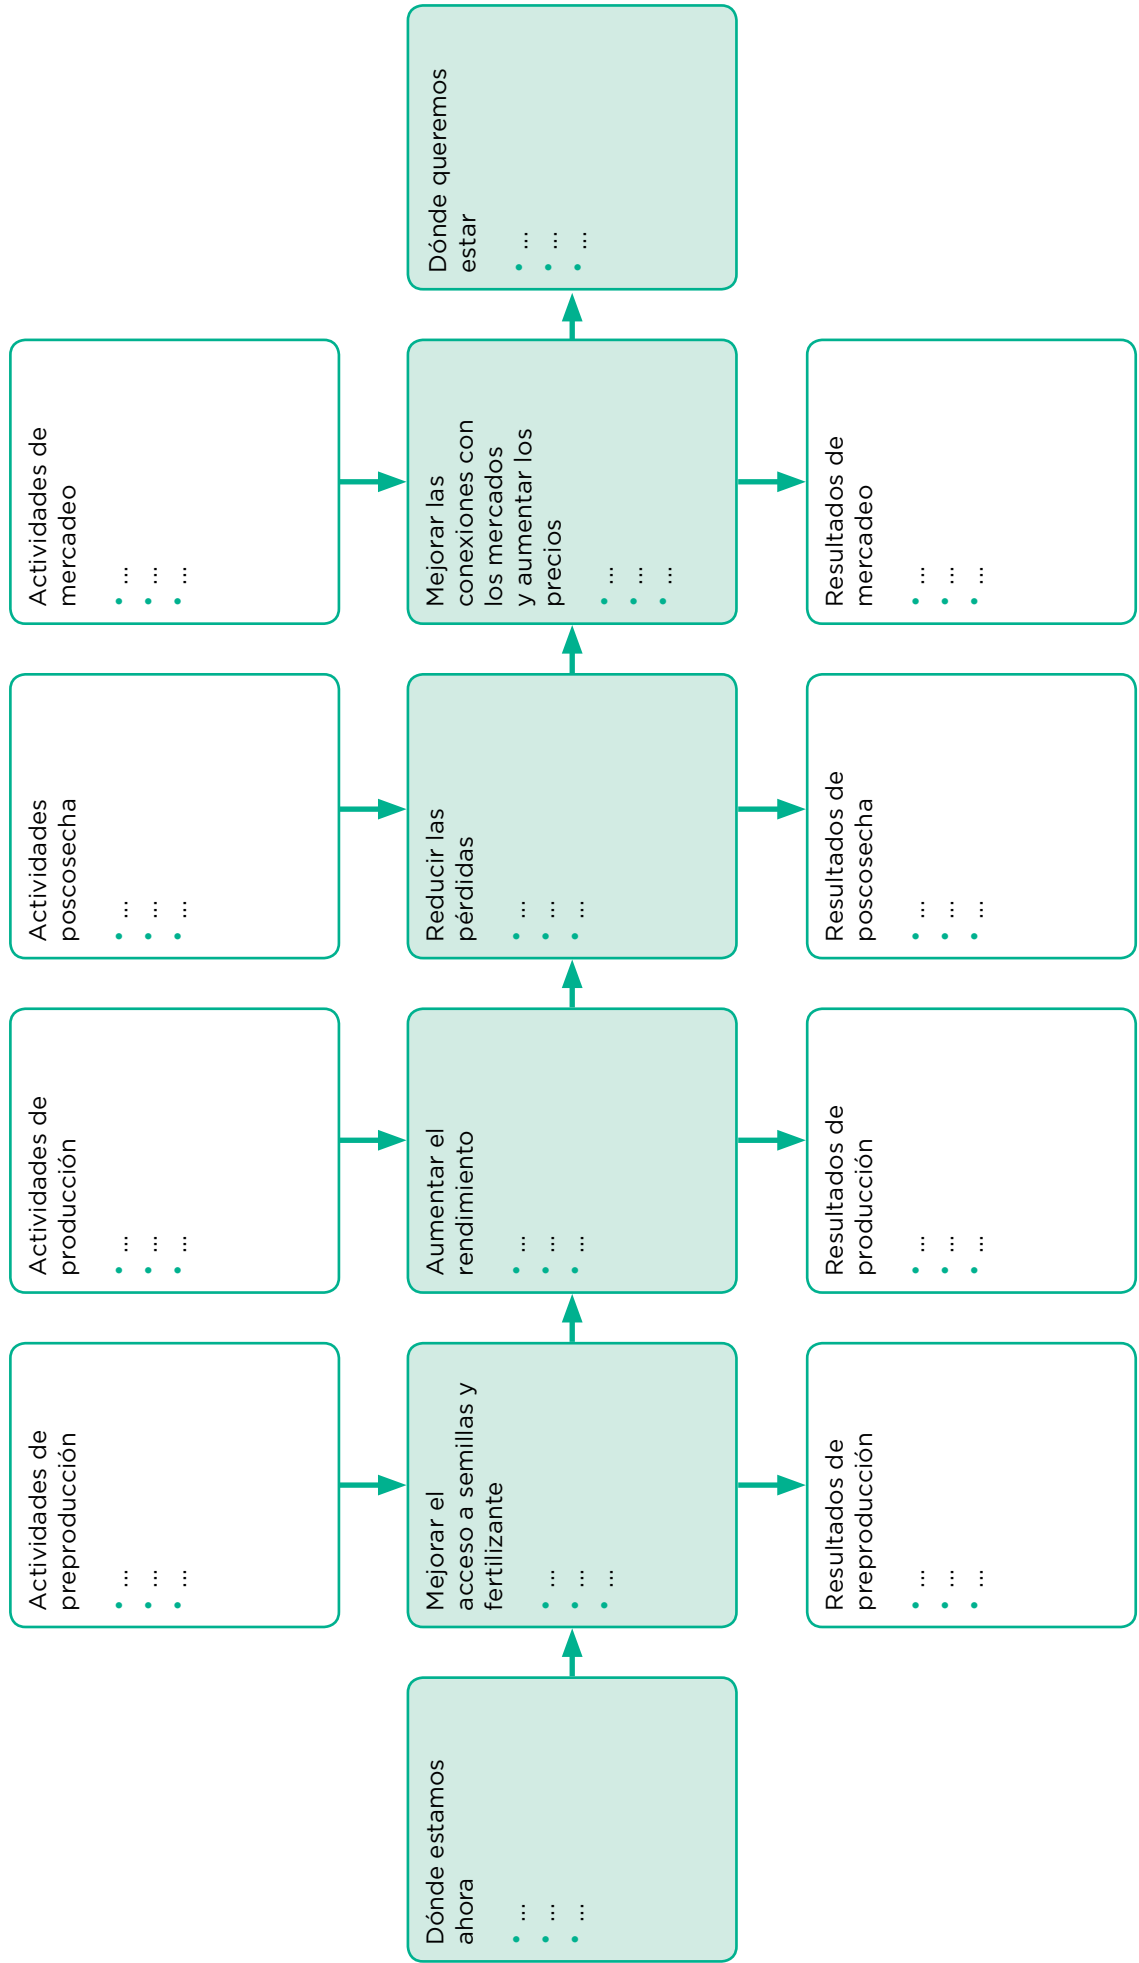 Actividades de
preproducción
• ...
• ...
• ...
Actividades de
producción
• ...
• ...
• ...
Actividades
poscosecha
• ...
• ...
• ...
Actividades de
mercadeo
• ...
• ...
• ...
Dónde estamos
ahora
• ...
• ...
• ...
Mejorar el
acceso a semillas y
fertilizante
• ...
• ...
• ...
Aumentar el
rendimiento
• ...
• ...
• ...
Reducir las
pérdidas
• ...
• ...
• ...
Mejorar las
conexiones con
los mercados
y aumentar los
precios
• ...
• ...
• ...
Dónde queremos
estar
• ...
• ...
• ...
Resultados de
preproducción
• ...
• ...
• ...
Resultados de
producción
• ...
• ...
• ...
Resultados de
poscosecha
• ...
• ...
• ...
Resultados de
mercadeo
• ...
• ...
• ...